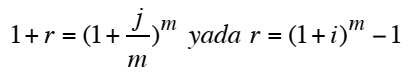 1 + r = (1 + j/m)^m yada r = (1 + i)^m − 1